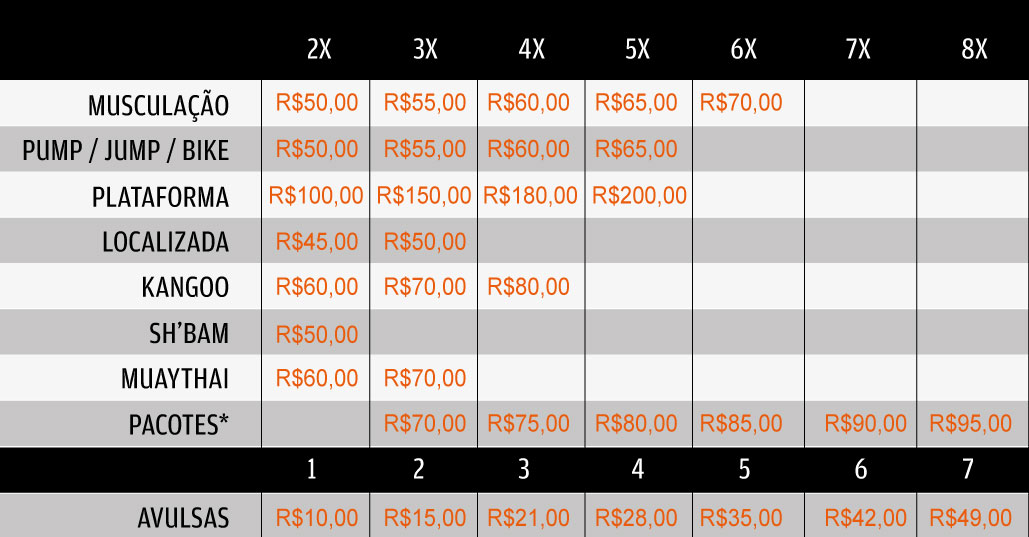 2X 3X 4X 5X 6X 7X 8X
MUSCULAÇÃO R$50,00 R$55,00 R$60,00 R$65,00 R$70,00
PUMP / JUMP / BIKE R$50,00 R$55,00 R$60,00 R$65,00
PLATAFORMA R$100,00 R$150,00 R$180,00 R$200,00
LOCALIZADA R$45,00 R$50,00
KANGOO R$60,00 R$70,00 R$80,00
SH’BAM R$50,00
MUAYTHAI R$60,00 R$70,00
PACOTES* R$70,00 R$75,00 R$80,00 R$85,00 R$90,00 R$95,00
1 2 3 4 5 6 7
AVULSAS R$10,00 R$15,00 R$21,00 R$28,00 R$35,00 R$42,00 R$49,00